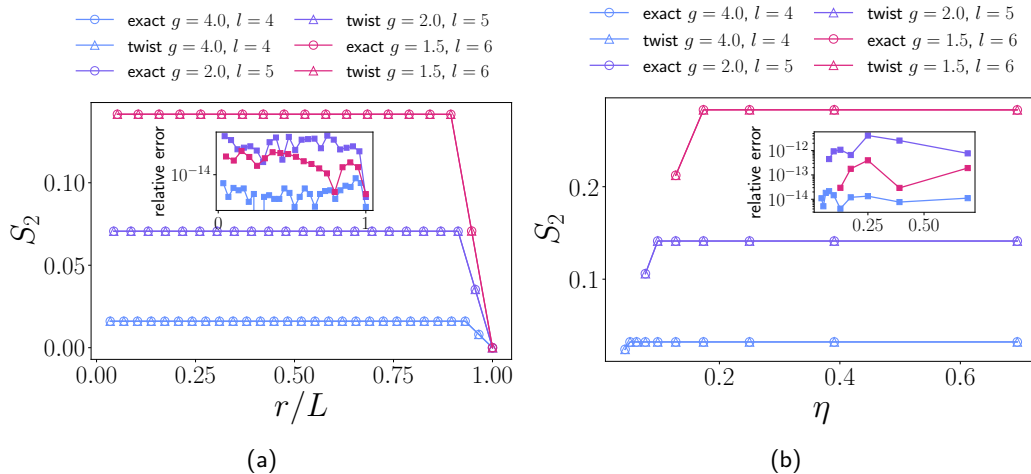 exact g = 4.0, l = 4
twist g = 2.0, l = 5
twist g = 4.0, l = 4
exact g = 1.5, l = 6
exact g = 2.0, l = 5
twist g = 1.5, l = 6
0.10
0.05
0.00
S₂
relative error
10⁻¹⁴
0
1
0.00
0.25
0.50
0.75
1.00
r/L
(a)
exact g = 4.0, l = 4
twist g = 2.0, l = 5
twist g = 4.0, l = 4
exact g = 1.5, l = 6
exact g = 2.0, l = 5
twist g = 1.5, l = 6
0.2
0.1
S₂
relative error
10⁻¹²
10⁻¹³
10⁻¹⁴
0.25
0.50
0.2
0.4
0.6
η
(b)